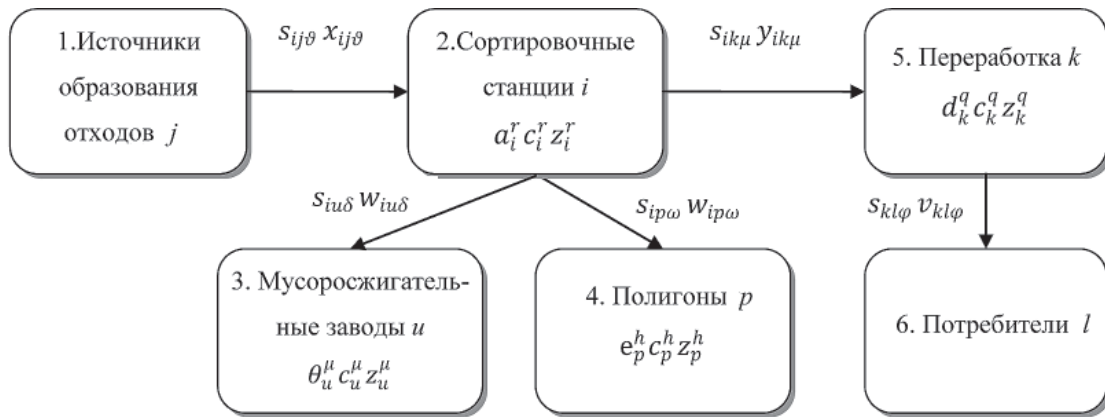 1.Источники
образования
отходов j
s_{ijϑ} x_{ijϑ}
2.Сортировочные
станции i
a_i^r c_i^r z_i^r
s_{ikμ} y_{ikμ}
5. Переработка k
d_k^q c_k^q z_k^q
s_{iuδ} w_{iuδ}
s_{ipω} w_{ipω}
s_{klφ} v_{klφ}
3. Мусоросжигатель-
ные заводы u
θ_u^μ c_u^μ z_u^μ
4. Полигоны p
e_p^h c_p^h z_p^h
6. Потребители l